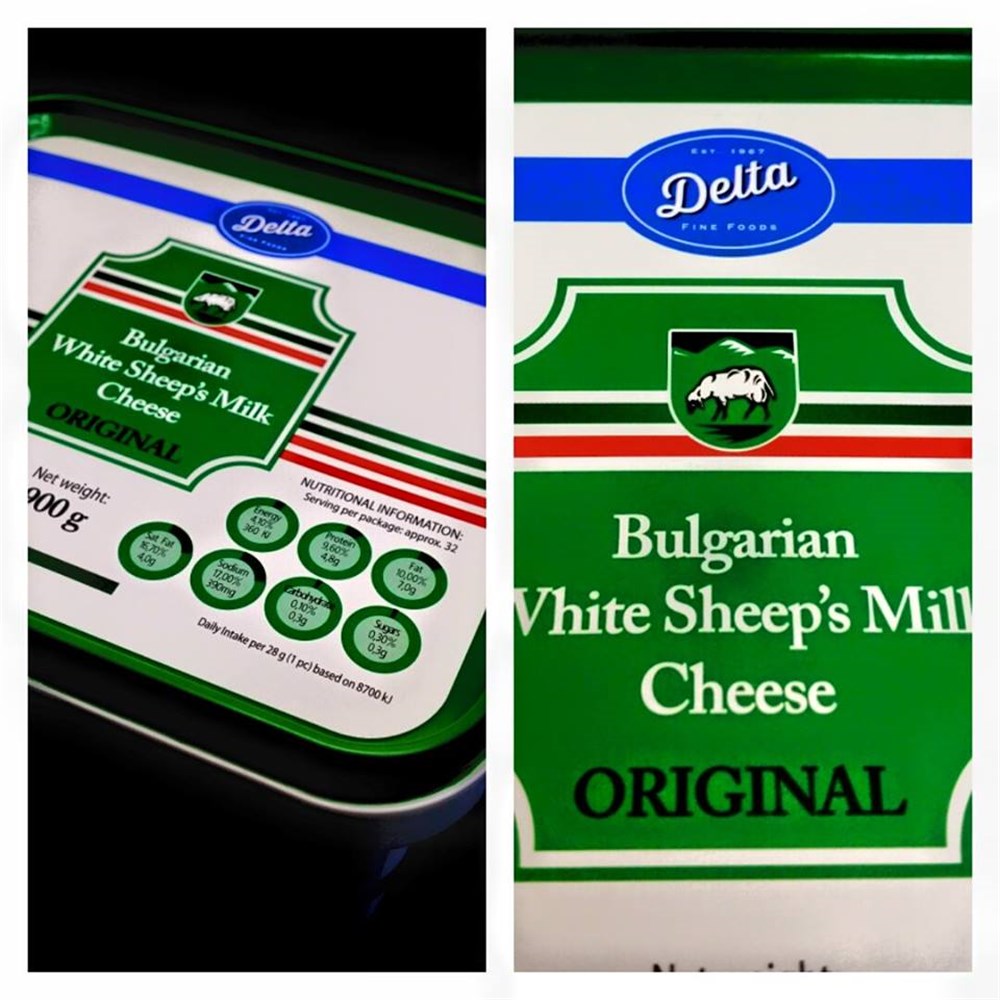 Delta
FINE FOODS
Bulgarian
White Sheep's Milk
Cheese
ORIGINAL
Net weight:
900 g
NUTRITIONAL INFORMATION:
Serving per package: approx. 32
Energy
4,10%
360 kJ
Protein
9,60%
4,8g
Fat
10,00%
7,0g
Sat. Fat
16,70%
4,0g
Sodium
17,00%
390mg
Carbohydrate
0,10%
0,3g
Sugars
0,30%
0,3g
Daily Intake per 28 g (1 pc) based on 8700 kJ
EST. 1967
Delta
FINE FOODS
Bulgarian
White Sheep's Milk
Cheese
ORIGINAL